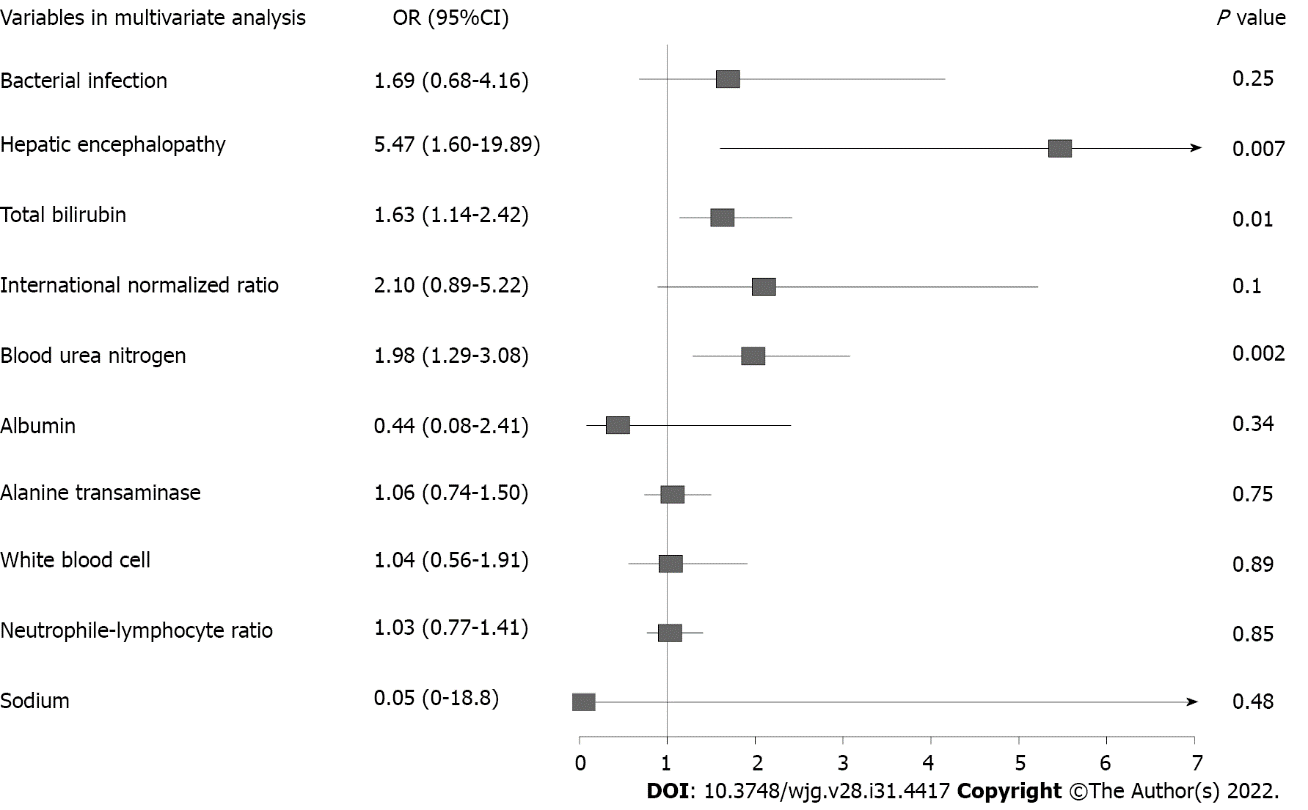 Variables in multivariate analysis OR (95%CI) P value
Bacterial infection 1.69 (0.68-4.16) 0.25
Hepatic encephalopathy 5.47 (1.60-19.89) 0.007
Total bilirubin 1.63 (1.14-2.42) 0.01
International normalized ratio 2.10 (0.89-5.22) 0.1
Blood urea nitrogen 1.98 (1.29-3.08) 0.002
Albumin 0.44 (0.08-2.41) 0.34
Alanine transaminase 1.06 (0.74-1.50) 0.75
White blood cell 1.04 (0.56-1.91) 0.89
Neutrophile-lymphocyte ratio 1.03 (0.77-1.41) 0.85
Sodium 0.05 (0-18.8) 0.48
0 1 2 3 4 5 6 7
DOI: 10.3748/wjg.v28.i31.4417 Copyright ©The Author(s) 2022.